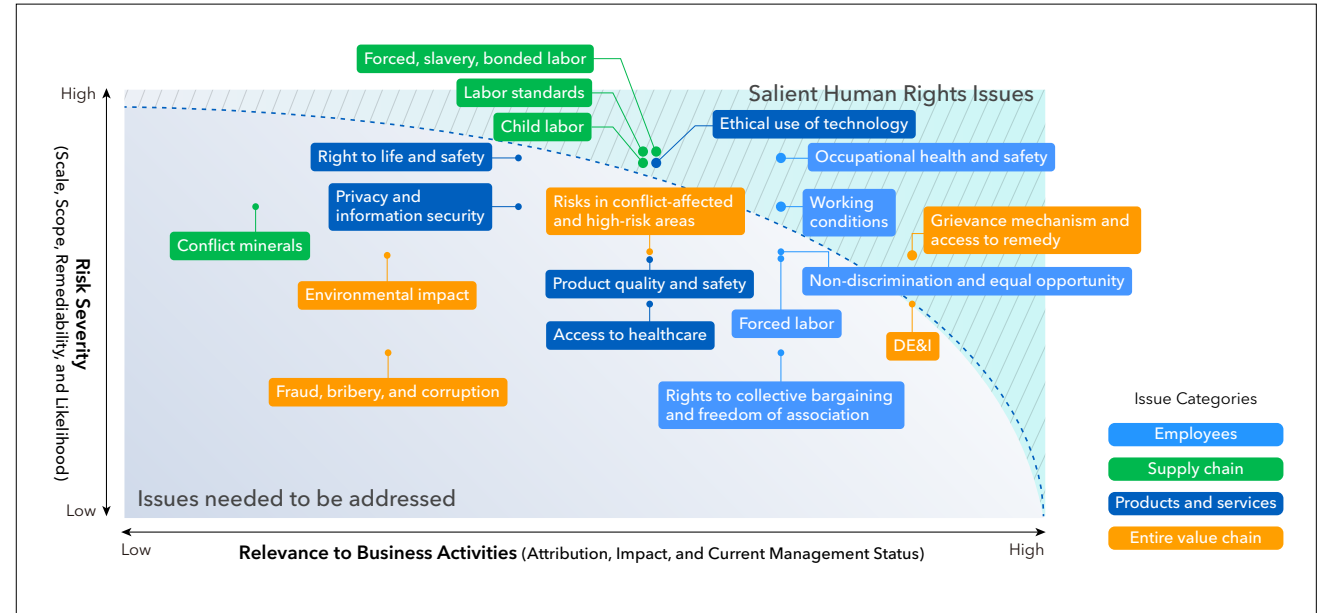 Forced, slavery, bonded labor
High
Labor standards
Salient Human Rights Issues
Child labor
Ethical use of technology
Right to life and safety
Occupational health and safety
Privacy and
information security
Risks in conflict-affected
and high-risk areas
Working
conditions
Grievance mechanism and
access to remedy
Conflict minerals
Environmental impact
Product quality and safety
Non-discrimination and equal opportunity
Access to healthcare
Forced labor
DE&I
Fraud, bribery, and corruption
Rights to collective bargaining
and freedom of association
Risk Severity
(Scale, Scope, Remediability, and Likelihood)
Issues needed to be addressed
Low
Low
Relevance to Business Activities (Attribution, Impact, and Current Management Status)
High
Issue Categories
Employees
Supply chain
Products and services
Entire value chain